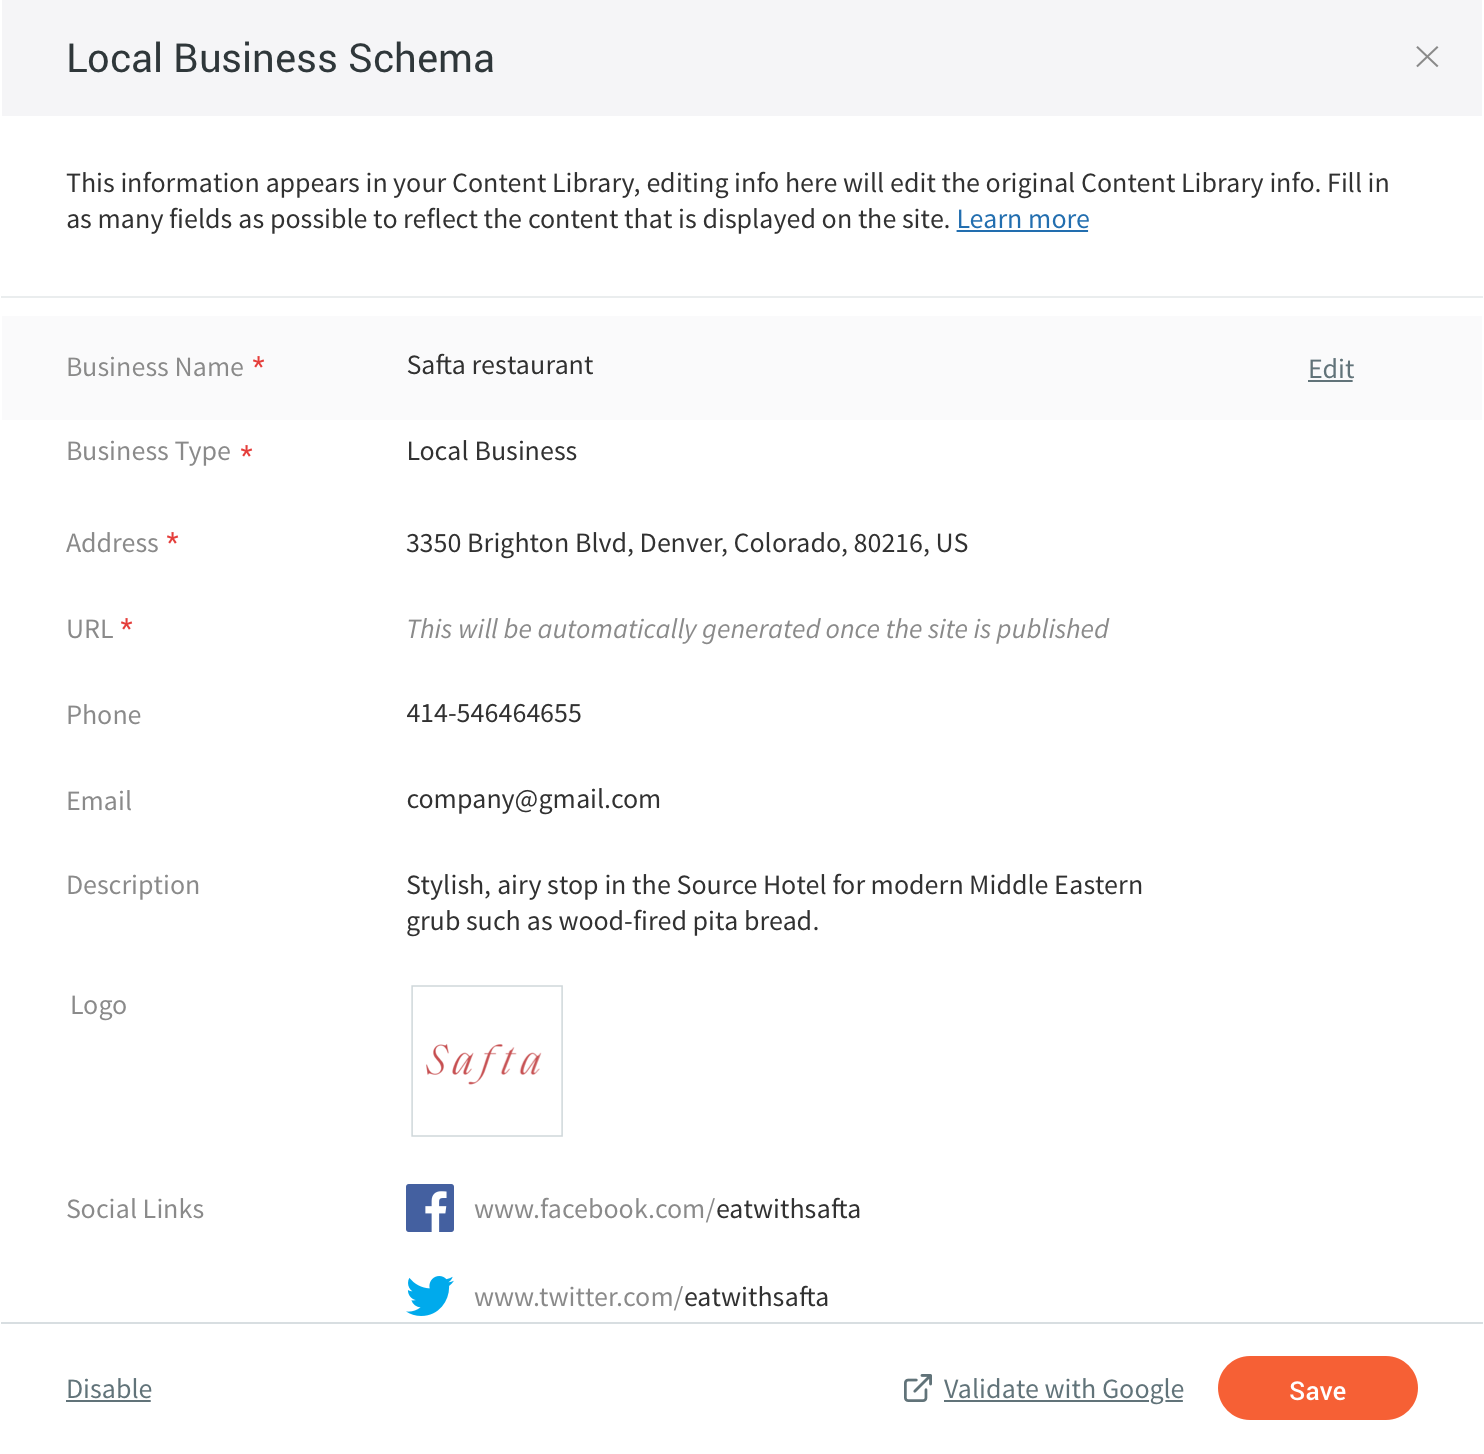 Local Business Schema
This information appears in your Content Library, editing info here will edit the original Content Library info. Fill in
as many fields as possible to reflect the content that is displayed on the site. Learn more
Business Name * Safta restaurant Edit
Business Type * Local Business
Address * 3350 Brighton Blvd, Denver, Colorado, 80216, US
URL * This will be automatically generated once the site is published
Phone 414-546464655
Email company@gmail.com
Description Stylish, airy stop in the Source Hotel for modern Middle Eastern
grub such as wood-fired pita bread.
Logo
Safta
Social Links www.facebook.com/eatwithsafta
www.twitter.com/eatwithsafta
Disable Validate with Google Save